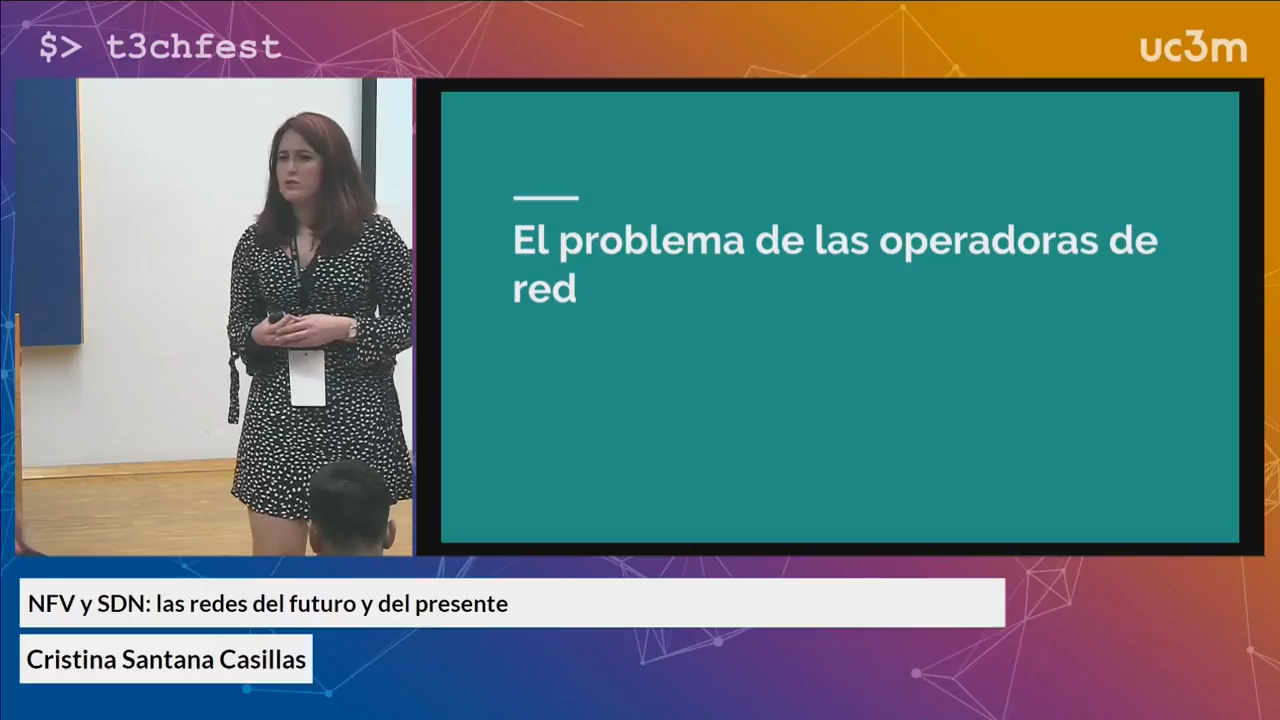 $> t3chfest
uc3m
El problema de las operadoras de
red
NFV y SDN: las redes del futuro y del presente
Cristina Santana Casillas